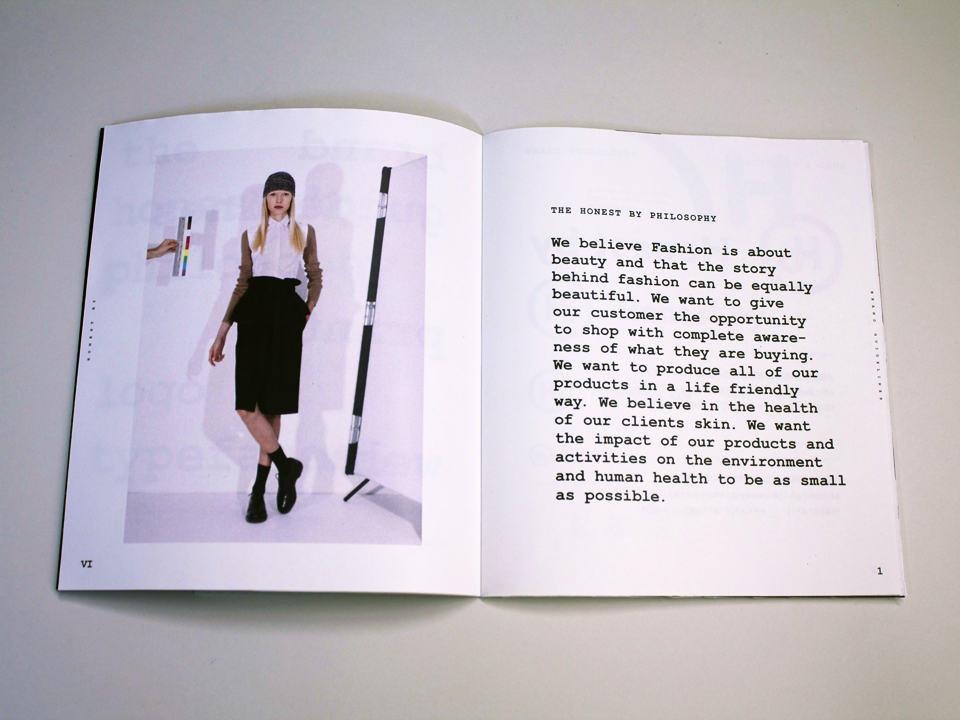 HONEST BY
VI
THE HONEST BY PHILOSOPHY
We believe Fashion is about
beauty and that the story
behind fashion can be equally
beautiful. We want to give
our customer the opportunity
to shop with complete aware-
ness of what they are buying.
We want to produce all of our
products in a life friendly
way. We believe in the health
of our clients skin. We want
the impact of our products and
activities on the environment
and human health to be as small
as possible.
1